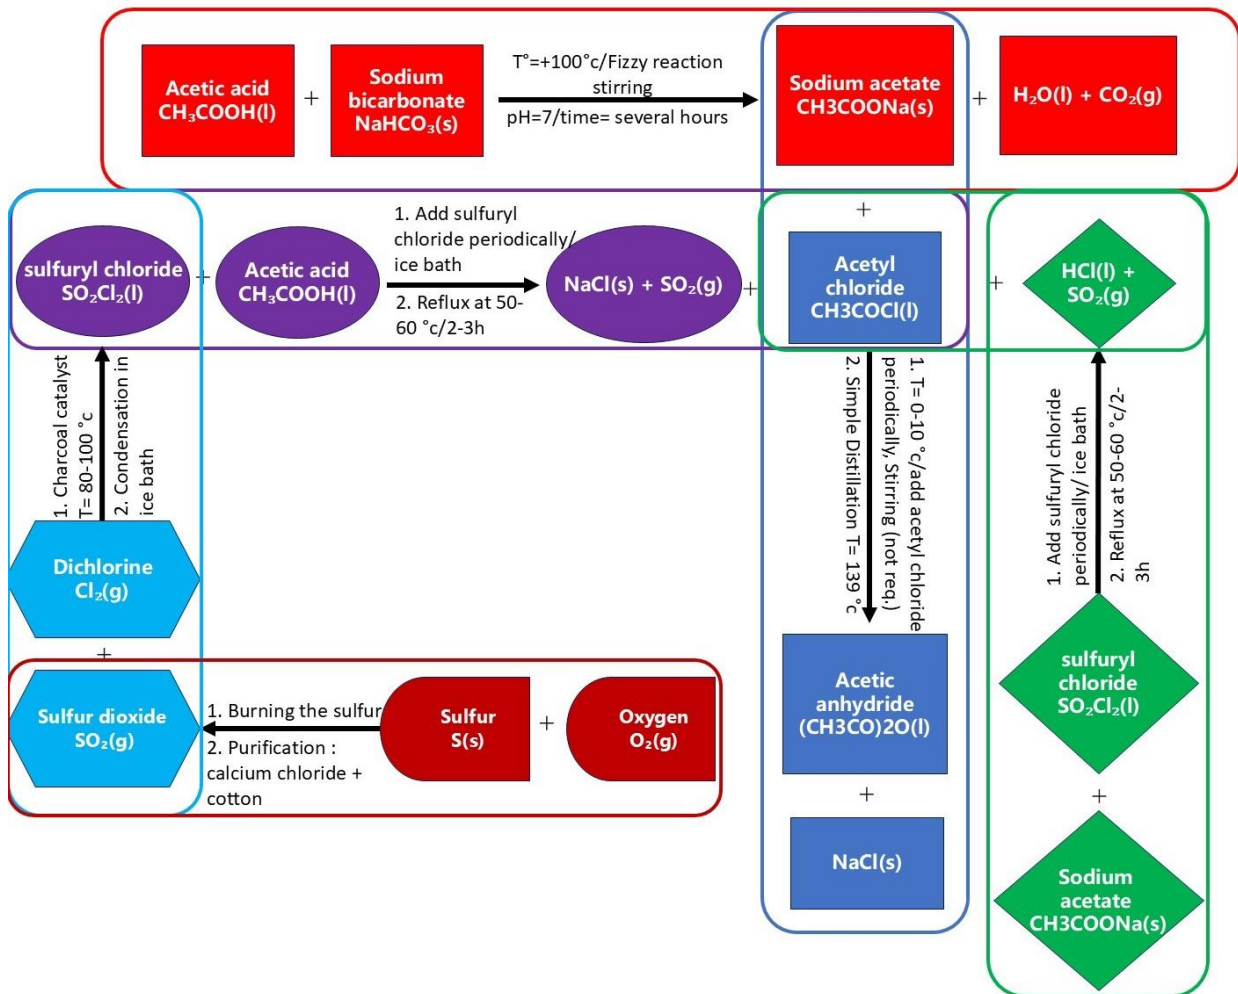 Acetic acid
CH₃COOH(l)
+
Sodium
bicarbonate
NaHCO₃(s)
T°=+100°c/Fizzy reaction
stirring
pH=7/time= several hours
Sodium acetate
CH3COONa(s)
+
H₂O(l) + CO₂(g)
sulfuryl chloride
SO₂Cl₂(l)
+
Acetic acid
CH₃COOH(l)
1. Add sulfuryl
chloride periodically/
ice bath
2. Reflux at 50-
60 °c/2-3h
NaCl(s) + SO₂(g)
+
+
Acetyl
chloride
CH3COCl(l)
+
HCl(l) +
SO₂(g)
1. Charcoal catalyst
T= 80-100 °c
2. Condensation in
ice bath
1. T= 0-10 °c/add acetyl chloride
periodically, Stirring (not req.)
2. Simple Distillation T= 139 °c
1. Add sulfuryl chloride
periodically/ ice bath
2. Reflux at 50-60 °c/2-
3h
Dichlorine
Cl₂(g)
+
Sulfur dioxide
SO₂(g)
1. Burning the sulfur
2. Purification :
calcium chloride +
cotton
Sulfur
S(s)
+
Oxygen
O₂(g)
Acetic
anhydride
(CH3CO)2O(l)
+
NaCl(s)
sulfuryl
chloride
SO₂Cl₂(l)
+
Sodium
acetate
CH3COONa(s)